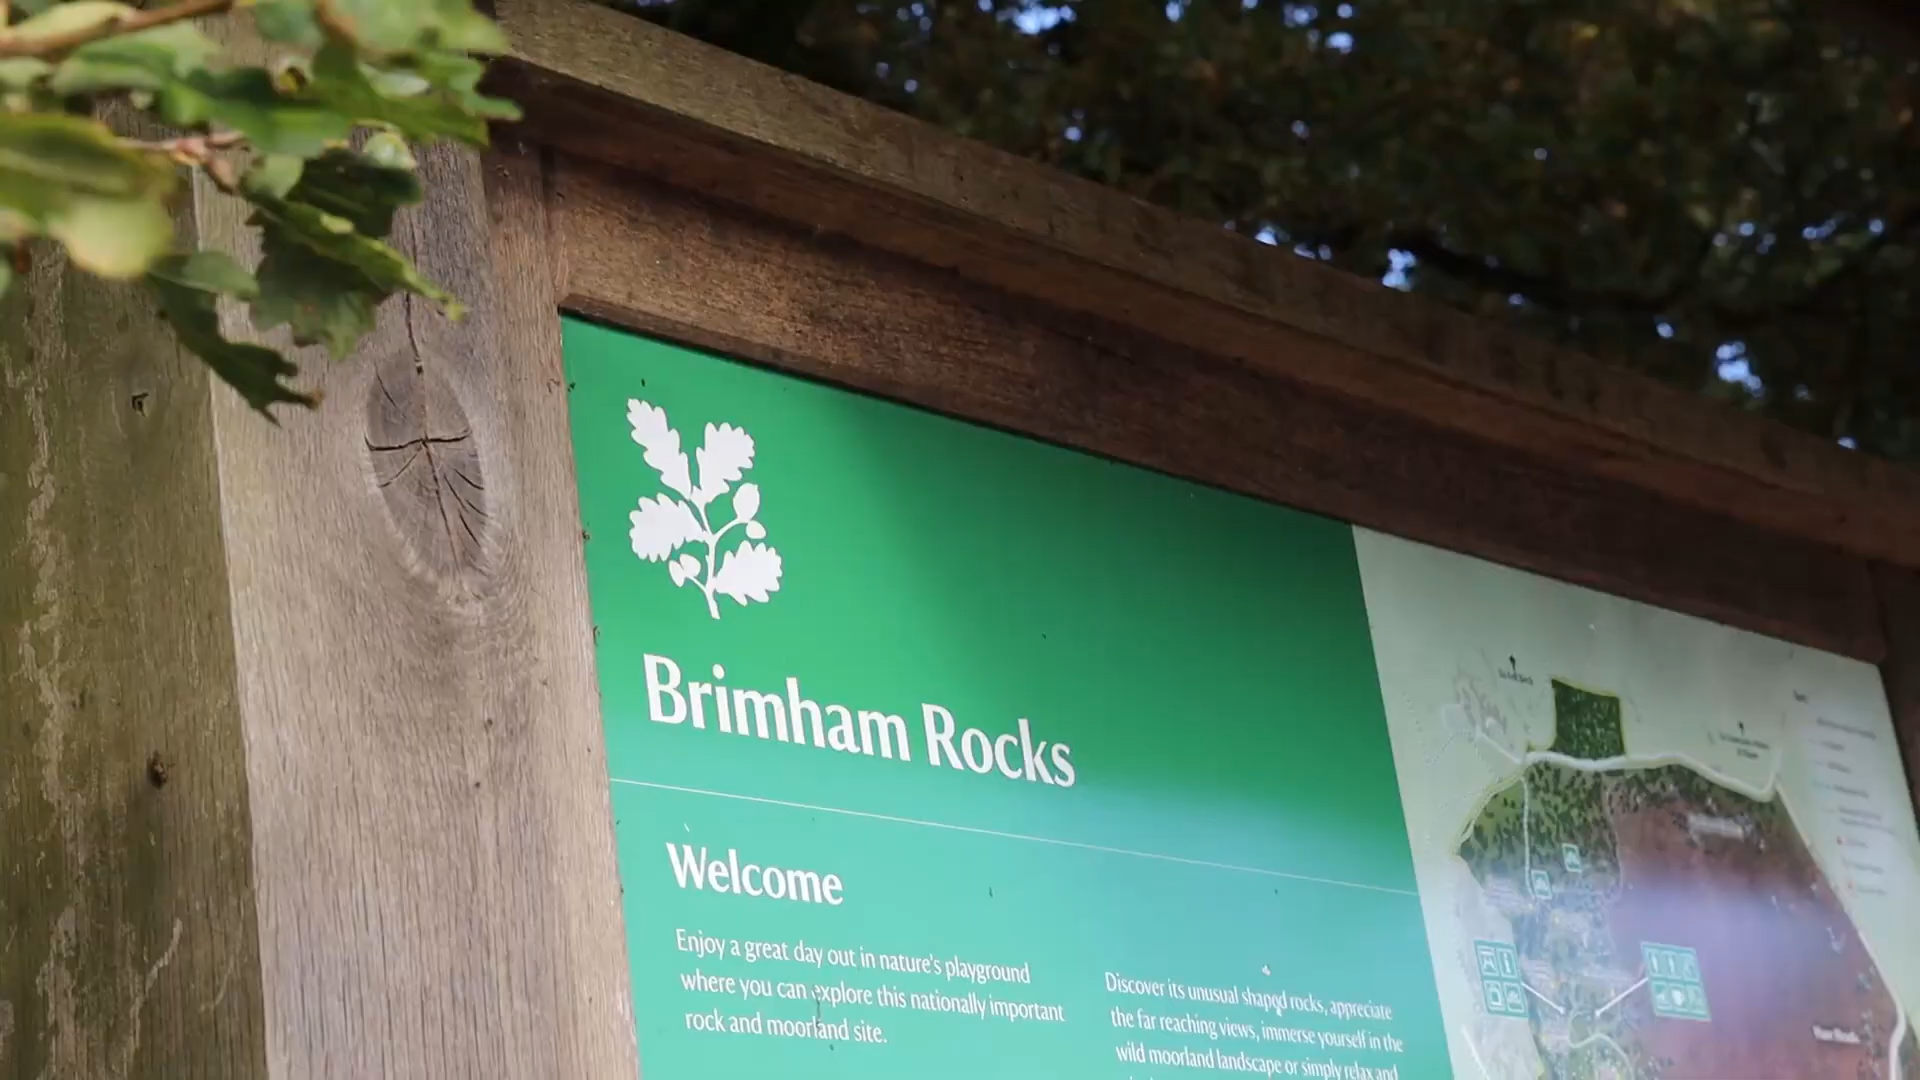 Brimham Rocks
Welcome
Enjoy a great day out in nature's playground
where you can explore this nationally important
rock and moorland site.
Discover its unusual shaped rocks, appreciate
the far reaching views, immerse yourself in the
wild moorland landscape or simply relax and